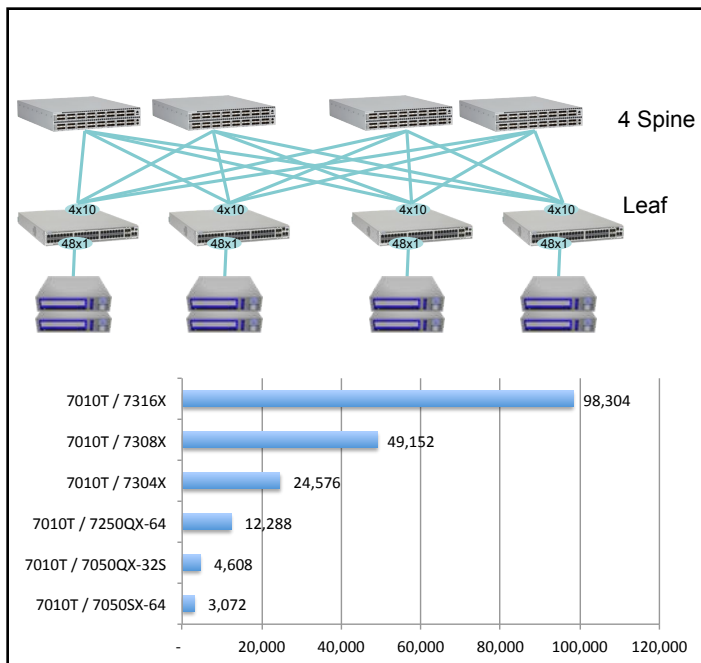 4 Spine
Leaf
4x10 4x10 4x10 4x10
48x1 48x1 48x1 48x1
7010T / 7316X 98,304
7010T / 7308X 49,152
7010T / 7304X 24,576
7010T / 7250QX-64 12,288
7010T / 7050QX-32S 4,608
7010T / 7050SX-64 3,072
- 20,000 40,000 60,000 80,000 100,000 120,000